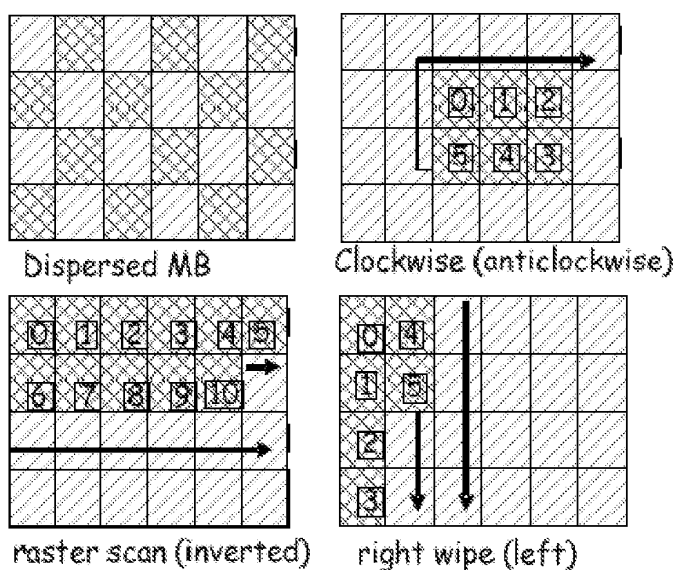 0 1 2
5 4 3
Dispersed MB
Clockwise (anticlockwise)
0 1 2 3 4 5
6 7 8 9 10
0 4
1 5
2
3
raster scan (inverted)
right wipe (left)